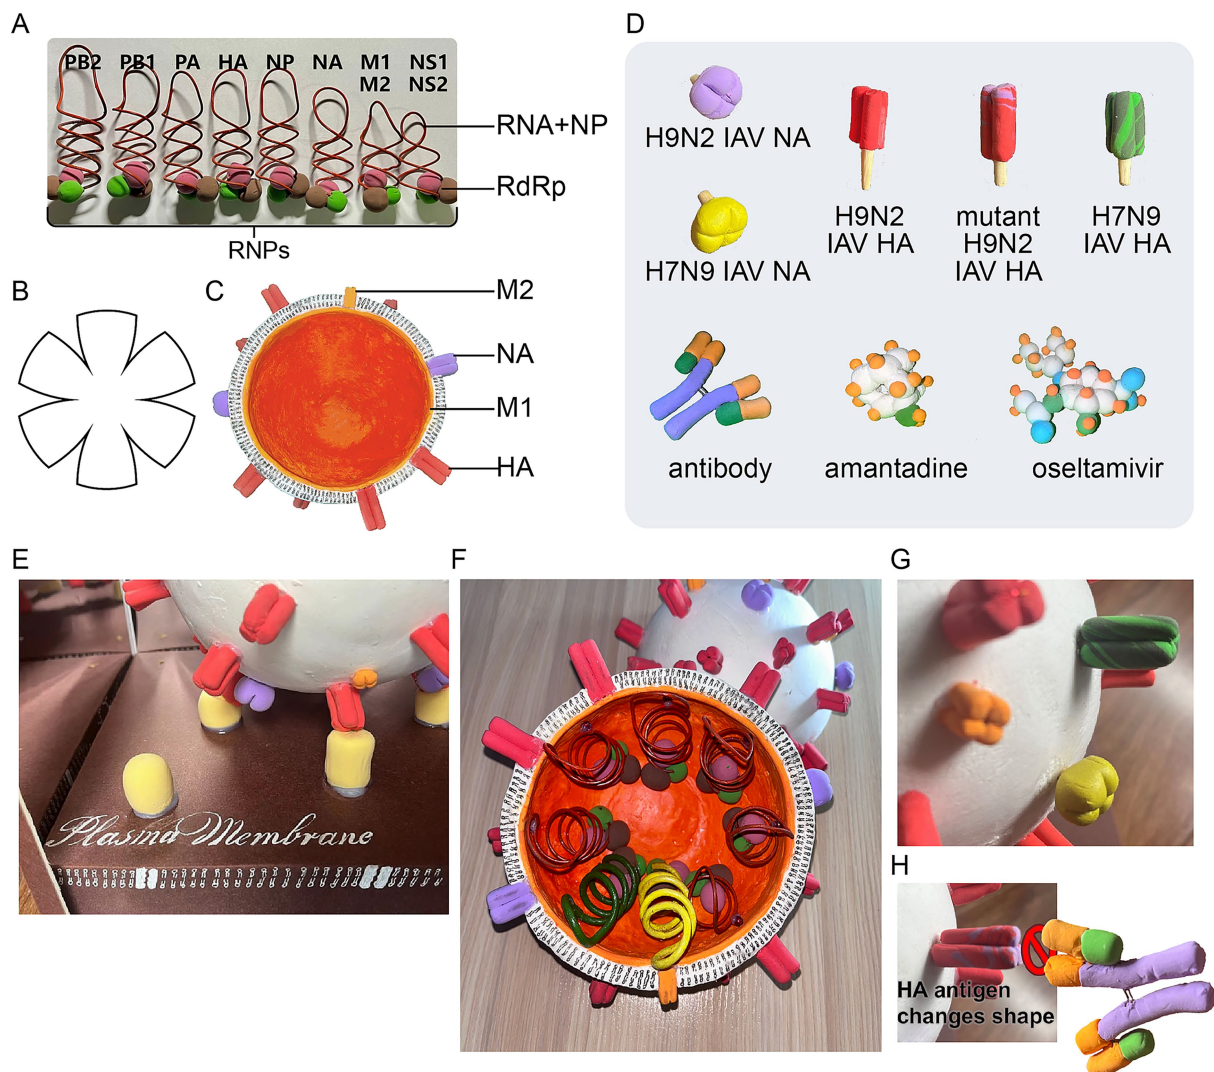 A
PB2 PB1 PA HA NP NA M1 NS1
M2 NS2
RNA+NP
RdRp
RNPs
B
C
M2
NA
M1
HA
D
H9N2 IAV NA
H7N9 IAV NA
H9N2
IAV HA
mutant
H9N2
IAV HA
H7N9
IAV HA
antibody
amantadine
oseltamivir
E
Plasma Membrane
F
G
H
HA antigen
changes shape